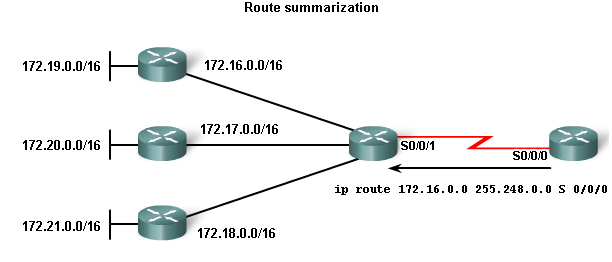 Route summarization
172.19.0.0/16
172.16.0.0/16
172.20.0.0/16
172.17.0.0/16
S0/0/1
S0/0/0
ip route 172.16.0.0 255.248.0.0 S 0/0/0
172.21.0.0/16
172.18.0.0/16